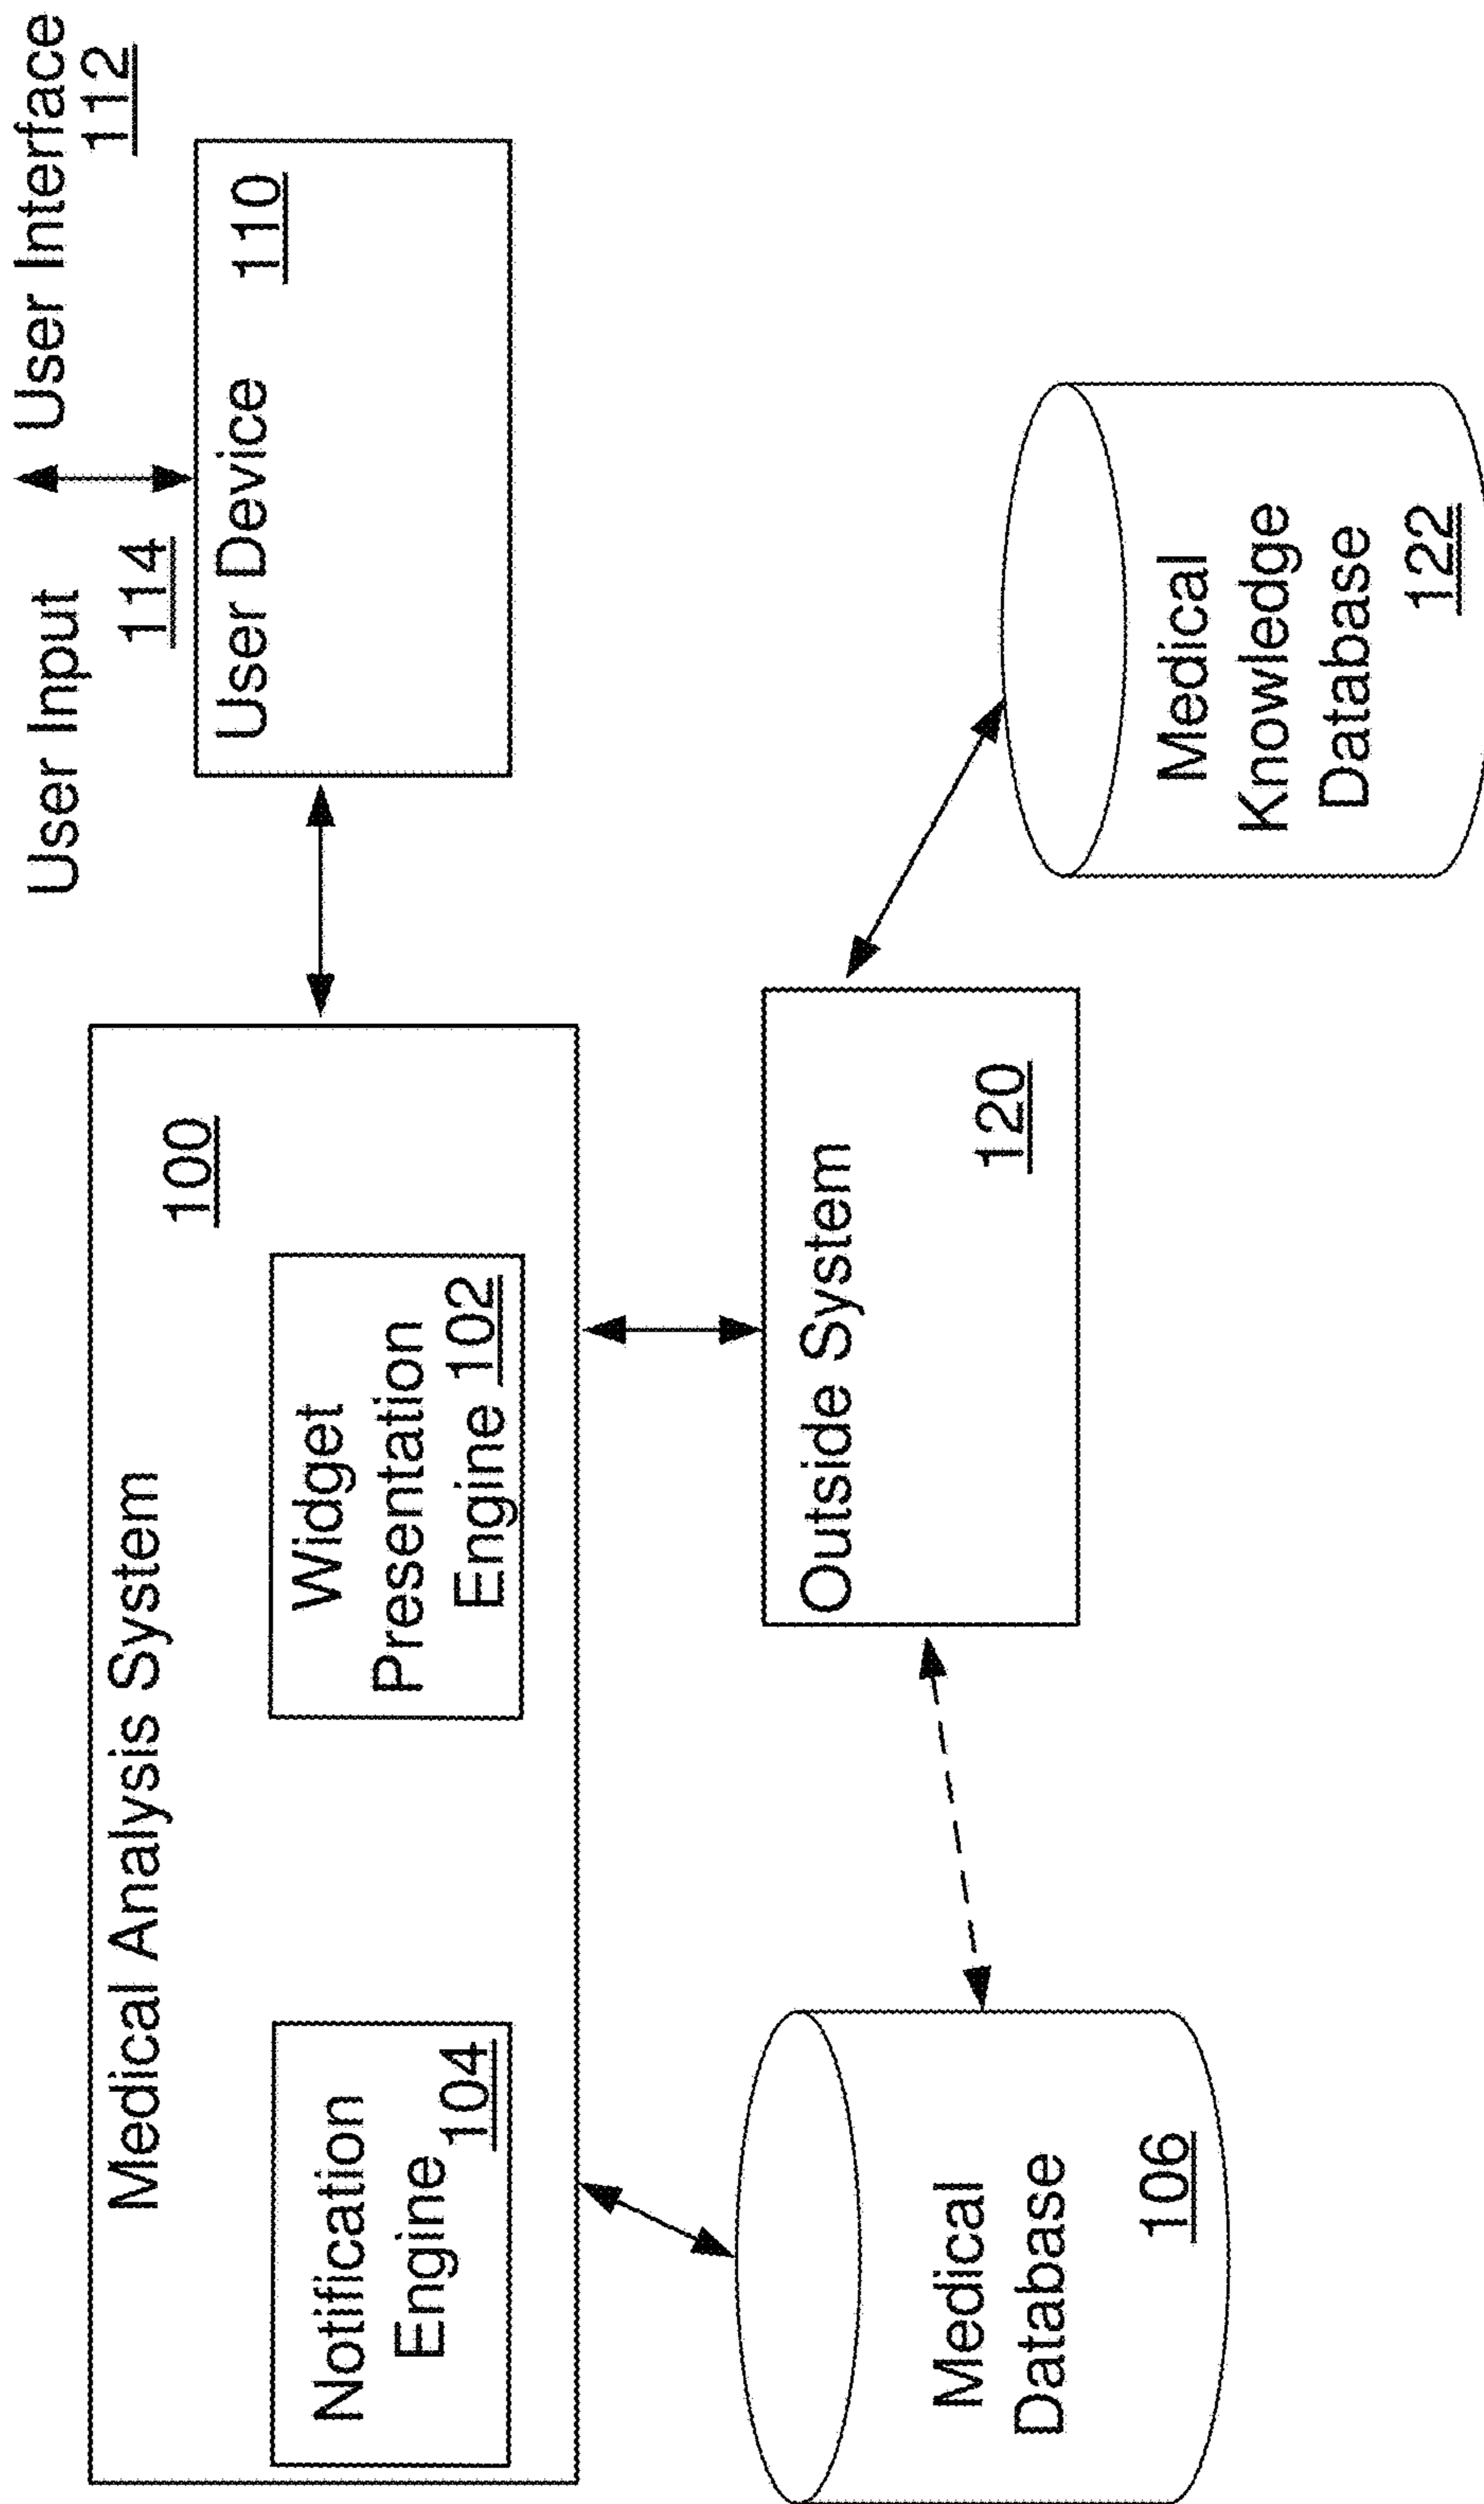 User Input
114
User Interface
112
Medical Analysis System
100
User Device
110
Notification
Engine
104
Widget
Presentation
Engine 102
Outside System
120
Medical
Database
106
Medical
Knowledge
Database
122